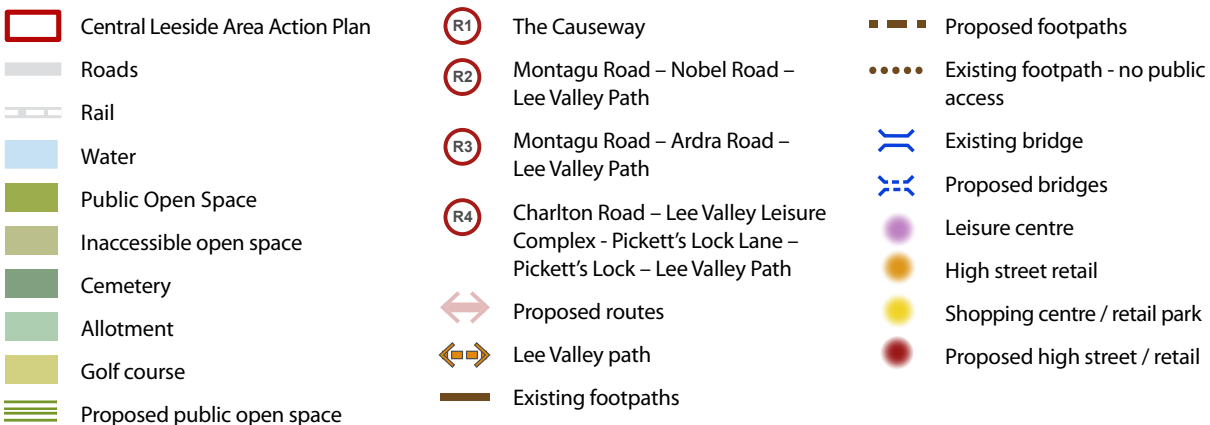 Central Leeside Area Action Plan
Roads
Rail
Water
Public Open Space
Inaccessible open space
Cemetery
Allotment
Golf course
Proposed public open space
R1 The Causeway
R2 Montagu Road – Nobel Road –
Lee Valley Path
R3 Montagu Road – Ardra Road –
Lee Valley Path
R4 Charlton Road – Lee Valley Leisure
Complex - Pickett’s Lock Lane –
Pickett’s Lock – Lee Valley Path
Proposed routes
Lee Valley path
Existing footpaths
Proposed footpaths
Existing footpath - no public
access
Existing bridge
Proposed bridges
Leisure centre
High street retail
Shopping centre / retail park
Proposed high street / retail